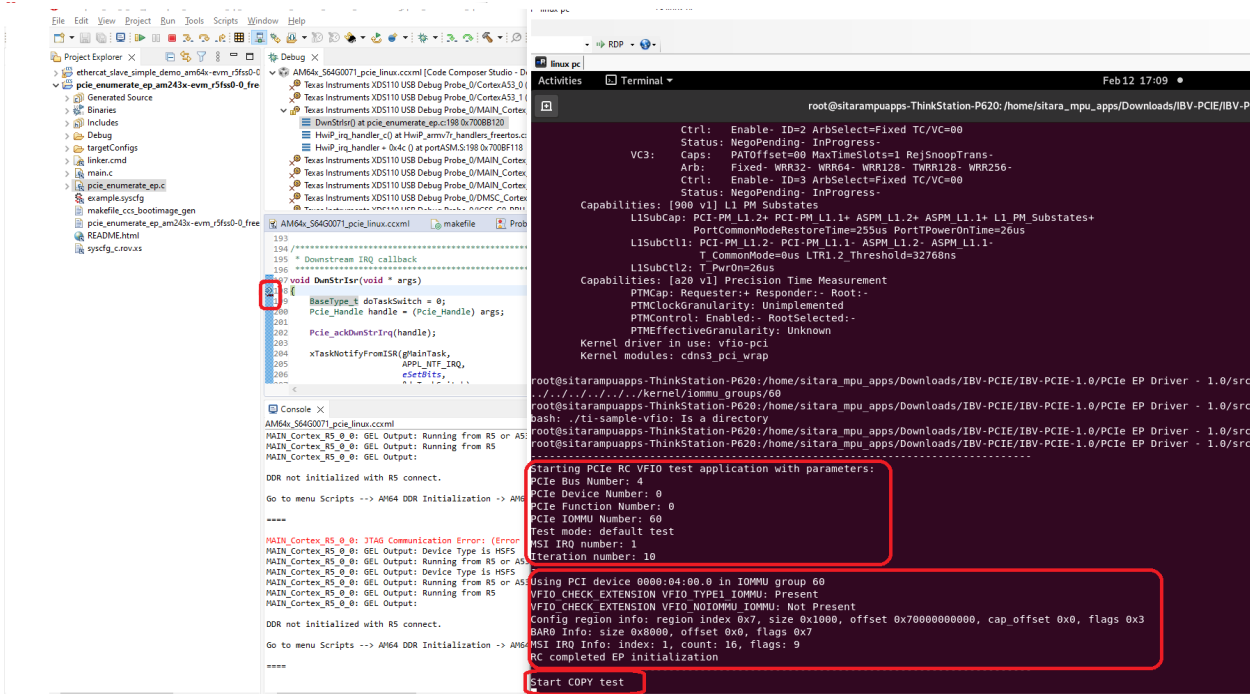 File Edit View Project Run Tools Scripts Window Help
RDP
linux pc
Project Explorer
ethercat_slave_simple_demo_am64x-evm_r5fss0-0
pcie_enumerate_ep_am243x-evm_r5fss0-0_free
Generated Source
Binaries
Includes
Debug
targetConfigs
linker.cmd
main.c
pcie_enumerate_ep.c
example.syscfg
makefile_ccs_bootimage_gen
pcie_enumerate_ep_am243x-evm_r5fss0-0_free
README.html
syscfg_c.rov.xs
Debug
AM64x_S64G0071_pcie_linux.ccxml [Code Composer Studio - D
Texas Instruments XDS110 USB Debug Probe_0/CortexA53_0 (
Texas Instruments XDS110 USB Debug Probe_0/CortexA53_1 (
Texas Instruments XDS110 USB Debug Probe_0/MAIN_Cortex_
DwnStrIsr() at pcie_enumerate_ep.c:198 0x700BB120
HwiP_irq_handler_c() at HwiP_armv7r_handlers_freertos.c:
HwiP_irq_handler + 0x4c () at portASM.S:198 0x700BF118
Texas Instruments XDS110 USB Debug Probe_0/MAIN_Cortex_
Texas Instruments XDS110 USB Debug Probe_0/MAIN_Cortex_
Texas Instruments XDS110 USB Debug Probe_0/MAIN_Cortex_
Texas Instruments XDS110 USB Debug Probe_0/DMSC_Cortex
AM64x_S64G0071_pcie_linux.ccxml makefile Prob
193
194 /****************************************************
195 * Downstream IRQ callback
196 ****************************************************
197 void DwnStrIsr(void * args)
198 {
199 BaseType_t doTaskSwitch = 0;
200 Pcie_Handle handle = (Pcie_Handle) args;
201
202 Pcie_ackDwnStrIrq(handle);
203
204 xTaskNotifyFromISR(gMainTask,
205 APPL_NTF_IRQ,
206 eSetBits,
Console
AM64x_S64G0071_pcie_linux.ccxml
MAIN_Cortex_R5_0_0: GEL Output: Running from R5 or A53
MAIN_Cortex_R5_0_0: GEL Output: Running from R5
MAIN_Cortex_R5_0_0: GEL Output:
DDR not initialized with R5 connect.
Go to menu Scripts --> AM64 DDR Initialization -> AM6
====
MAIN_Cortex_R5_0_0: JTAG Communication Error: (Error
MAIN_Cortex_R5_0_0: GEL Output: Device Type is HSFS
MAIN_Cortex_R5_0_0: GEL Output: Running from R5 or A53
MAIN_Cortex_R5_0_0: GEL Output: Device Type is HSFS
MAIN_Cortex_R5_0_0: GEL Output: Running from R5 or A53
MAIN_Cortex_R5_0_0: GEL Output: Running from R5
MAIN_Cortex_R5_0_0: GEL Output:
DDR not initialized with R5 connect.
Go to menu Scripts --> AM64 DDR Initialization -> AM64
====
Activities Terminal Feb 12 17:09
root@sitarampuapps-ThinkStation-P620: /home/sitara_mpu_apps/Downloads/IBV-PCIE/IBV-P
Ctrl: Enable- ID=2 ArbSelect=Fixed TC/VC=00
Status: NegoPending- InProgress-
VC3: Caps: PATOffset=00 MaxTimeSlots=1 RejSnoopTrans-
Arb: Fixed- WRR32- WRR64- WRR128- TWRR128- WRR256-
Ctrl: Enable- ID=3 ArbSelect=Fixed TC/VC=00
Status: NegoPending- InProgress-
Capabilities: [900 v1] L1 PM Substates
L1SubCap: PCI-PM_L1.2+ PCI-PM_L1.1+ ASPM_L1.2+ ASPM_L1.1+ L1_PM_Substates+
PortCommonModeRestoreTime=255us PortTPowerOnTime=26us
L1SubCtl1: PCI-PM_L1.2- PCI-PM_L1.1- ASPM_L1.2- ASPM_L1.1-
T_CommonMode=0us LTR1.2_Threshold=32768ns
L1SubCtl2: T_PwrOn=26us
Capabilities: [a20 v1] Precision Time Measurement
PTMCap: Requester:+ Responder:- Root:-
PTMClockGranularity: Unimplemented
PTMControl: Enabled:- RootSelected:-
PTMEffectiveGranularity: Unknown
Kernel driver in use: vfio-pci
Kernel modules: cdns3_pci_wrap
root@sitarampuapps-ThinkStation-P620:/home/sitara_mpu_apps/Downloads/IBV-PCIE/IBV-PCIE-1.0/PCIe EP Driver - 1.0/src
../../../../../../kernel/iommu_groups/60
root@sitarampuapps-ThinkStation-P620:/home/sitara_mpu_apps/Downloads/IBV-PCIE/IBV-PCIE-1.0/PCIe EP Driver - 1.0/src
bash: ./ti-sample-vfio: Is a directory
root@sitarampuapps-ThinkStation-P620:/home/sitara_mpu_apps/Downloads/IBV-PCIE/IBV-PCIE-1.0/PCIe EP Driver - 1.0/src
root@sitarampuapps-ThinkStation-P620:/home/sitara_mpu_apps/Downloads/IBV-PCIE/IBV-PCIE-1.0/PCIe EP Driver - 1.0/src
Starting PCIe RC VFIO test application with parameters:
PCIe Bus Number: 4
PCIe Device Number: 0
PCIe Function Number: 0
PCIe IOMMU Number: 60
Test mode: default test
MSI IRQ number: 1
Iteration number: 10
Using PCI device 0000:04:00.0 in IOMMU group 60
VFIO_CHECK_EXTENSION VFIO_TYPE1_IOMMU: Present
VFIO_CHECK_EXTENSION VFIO_NOIOMMU_IOMMU: Not Present
Config region info: region index 0x7, size 0x1000, offset 0x70000000000, cap_offset 0x0, flags 0x3
BAR0 Info: size 0x8000, offset 0x0, flags 0x7
MSI IRQ Info: index: 1, count: 16, flags: 9
RC completed EP initialization
Start COPY test